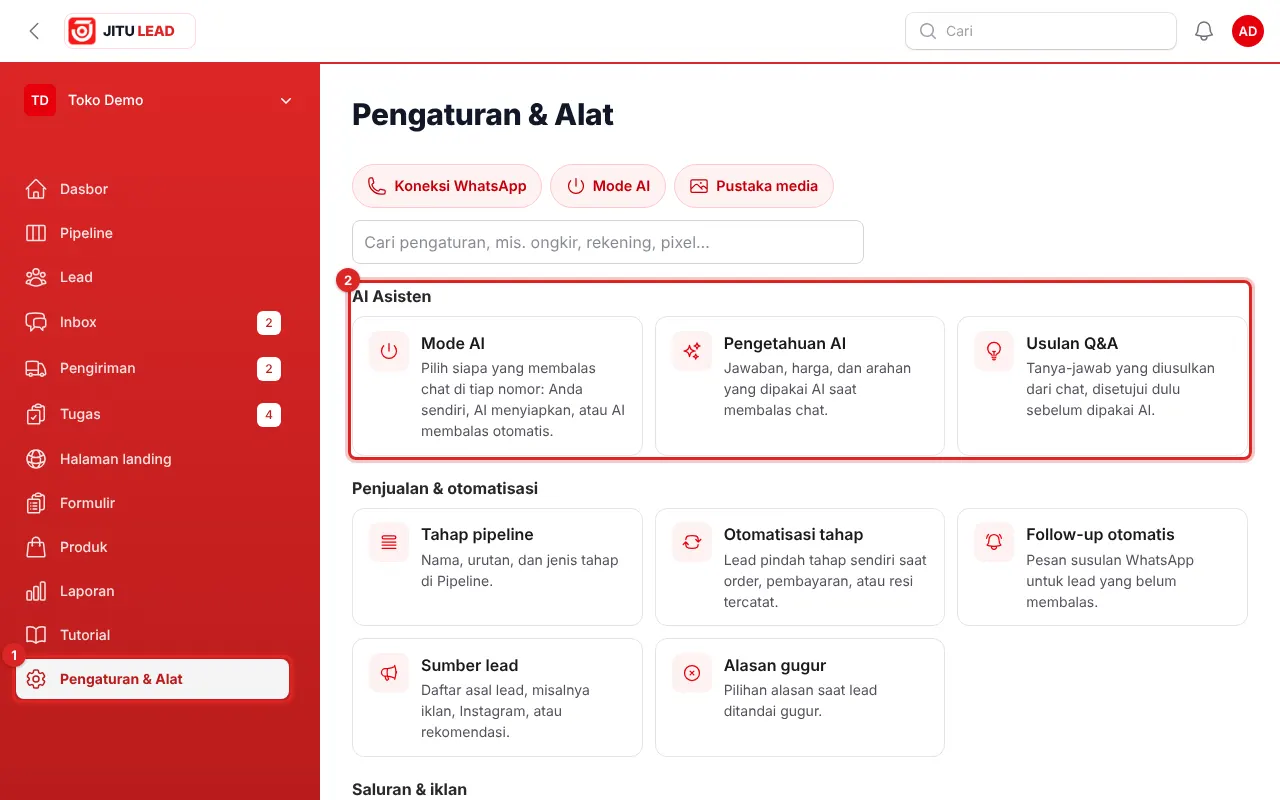 JITU LEAD
Cari
AD
TD
Toko Demo
Dasbor
Pipeline
Lead
Inbox
2
Pengiriman
2
Tugas
4
Halaman landing
Formulir
Produk
Laporan
Tutorial
1
Pengaturan & Alat
Pengaturan & Alat
Koneksi WhatsApp
Mode AI
Pustaka media
Cari pengaturan, mis. ongkir, rekening, pixel...
2
AI Asisten
Mode AI
Pilih siapa yang membalas
chat di tiap nomor: Anda
sendiri, AI menyiapkan, atau AI
membalas otomatis.
Pengetahuan AI
Jawaban, harga, dan arahan
yang dipakai AI saat
membalas chat.
Usulan Q&A
Tanya-jawab yang diusulkan
dari chat, disetujui dulu
sebelum dipakai AI.
Penjualan & otomatisasi
Tahap pipeline
Nama, urutan, dan jenis tahap
di Pipeline.
Otomatisasi tahap
Lead pindah tahap sendiri saat
order, pembayaran, atau resi
tercatat.
Follow-up otomatis
Pesan susulan WhatsApp
untuk lead yang belum
membalas.
Sumber lead
Daftar asal lead, misalnya
iklan, Instagram, atau
rekomendasi.
Alasan gugur
Pilihan alasan saat lead
ditandai gugur.
Saluran & iklan